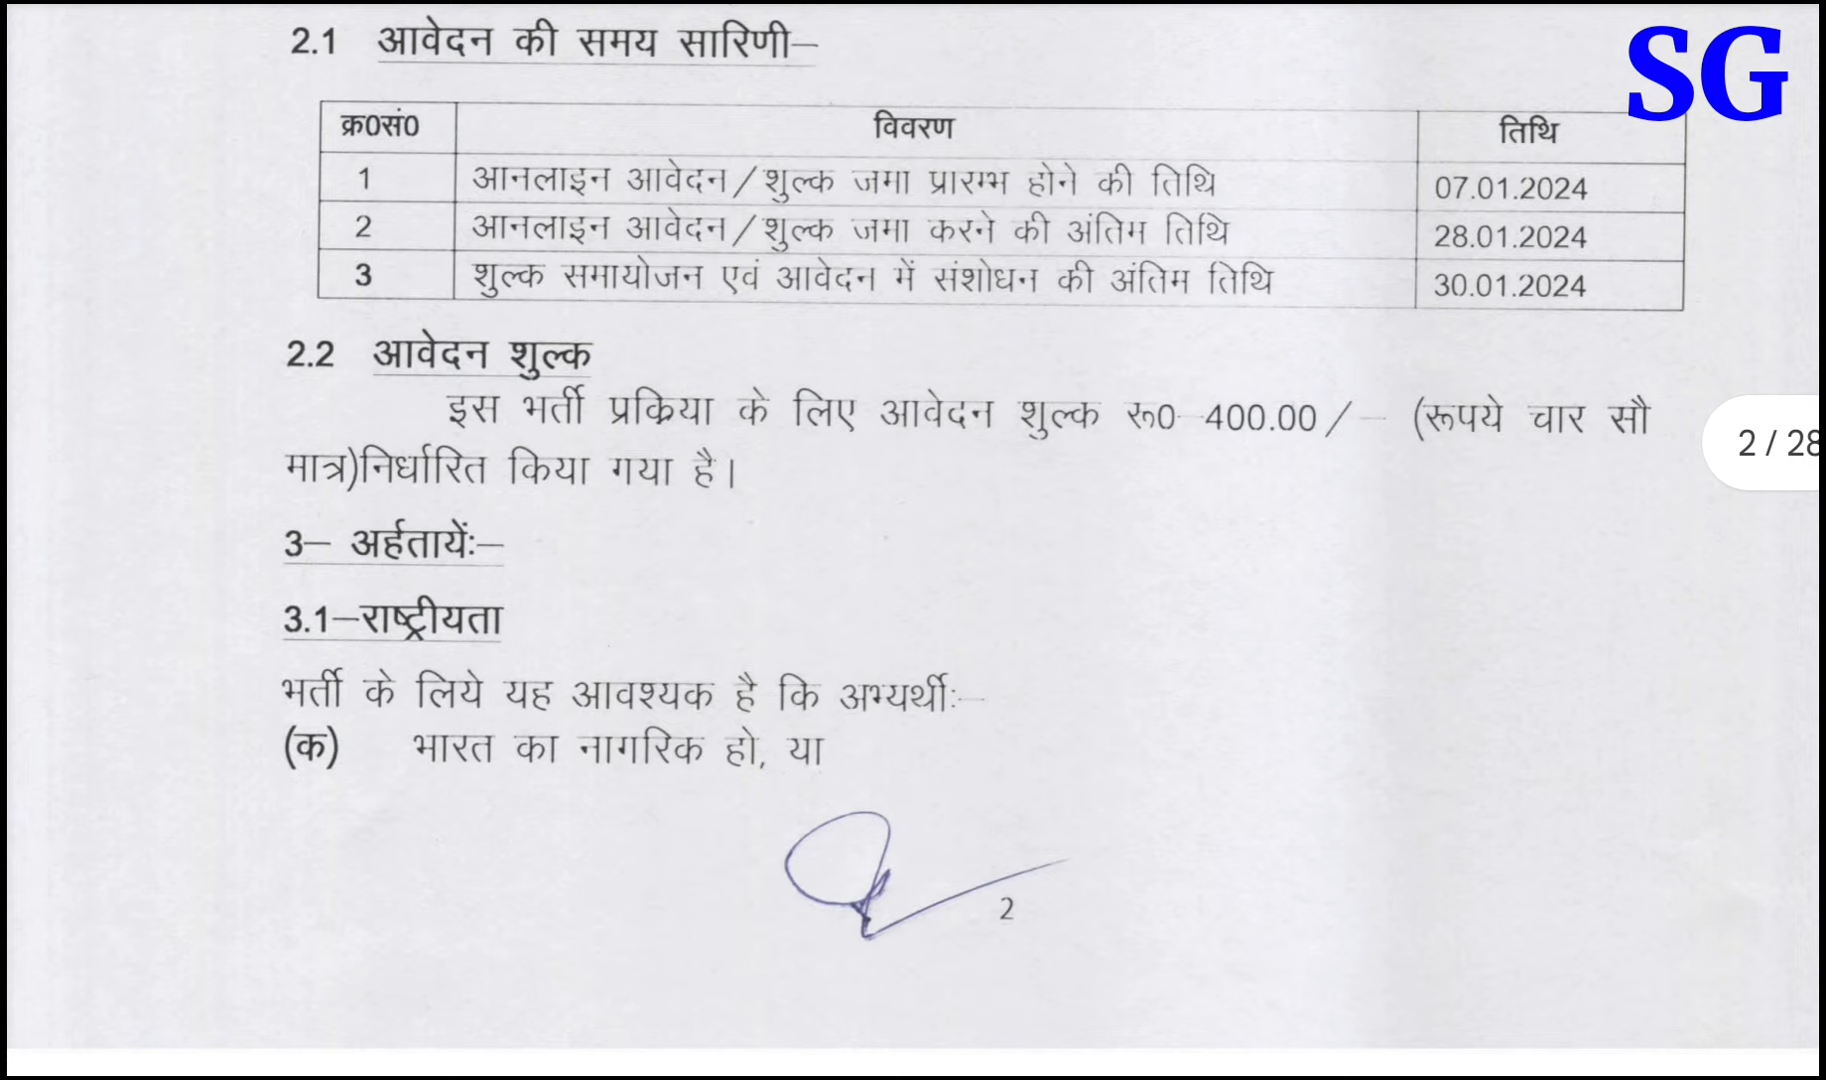 2.1 आवेदन की समय सारिणी–
SG
क्र0सं0 विवरण तिथि
1 आनलाइन आवेदन/शुल्क जमा प्रारम्भ होने की तिथि 07.01.2024
2 आनलाइन आवेदन/शुल्क जमा करने की अंतिम तिथि 28.01.2024
3 शुल्क समायोजन एवं आवेदन में संशोधन की अंतिम तिथि 30.01.2024
2.2 आवेदन शुल्क
इस भर्ती प्रकिया के लिए आवेदन शुल्क रू0 400.00/– (रूपये चार सौ
मात्र)निर्धारित किया गया है।
2/28
3– अर्हतायेंः–
3.1–राष्ट्रीयता
भर्ती के लिये यह आवश्यक है कि अभ्यर्थीः–
(क) भारत का नागरिक हो, या
2